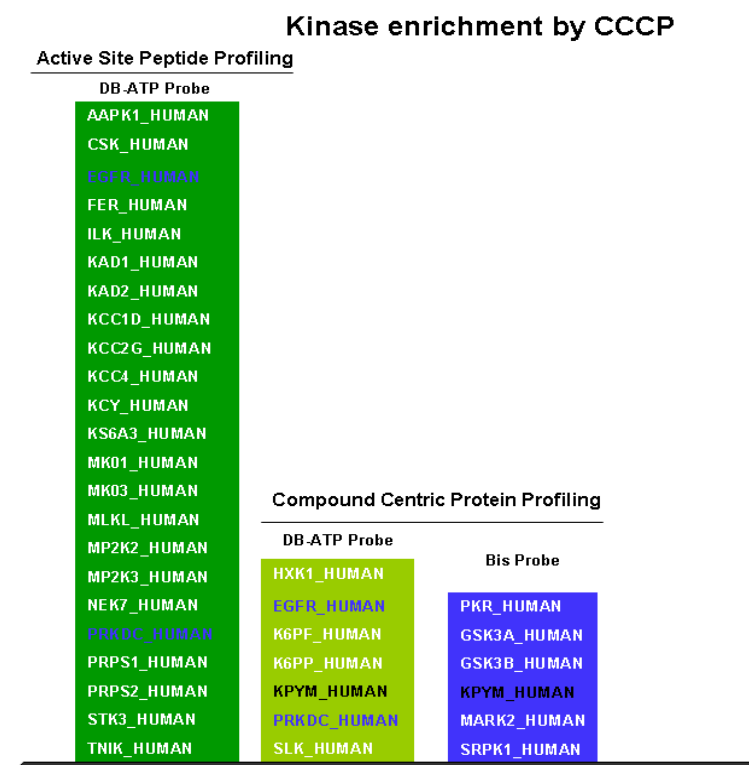 Kinase enrichment by CCCP
Active Site Peptide Profiling
DB-ATP Probe
AAPK1_HUMAN
CSK_HUMAN
EGFR_HUMAN
FER_HUMAN
ILK_HUMAN
KAD1_HUMAN
KAD2_HUMAN
KCC1D_HUMAN
KCC2G_HUMAN
KCC4_HUMAN
KCY_HUMAN
KS6A3_HUMAN
MK01_HUMAN
MK03_HUMAN
MLKL_HUMAN
MP2K2_HUMAN
MP2K3_HUMAN
NEK7_HUMAN
PRKDC_HUMAN
PRPS1_HUMAN
PRPS2_HUMAN
STK3_HUMAN
TNIK_HUMAN
Compound Centric Protein Profiling
DB-ATP Probe
HXK1_HUMAN
EGFR_HUMAN
K6PF_HUMAN
K6PP_HUMAN
KPYM_HUMAN
PRKDC_HUMAN
SLK_HUMAN
Bis Probe
PKR_HUMAN
GSK3A_HUMAN
GSK3B_HUMAN
KPYM_HUMAN
MARK2_HUMAN
SRPK1_HUMAN